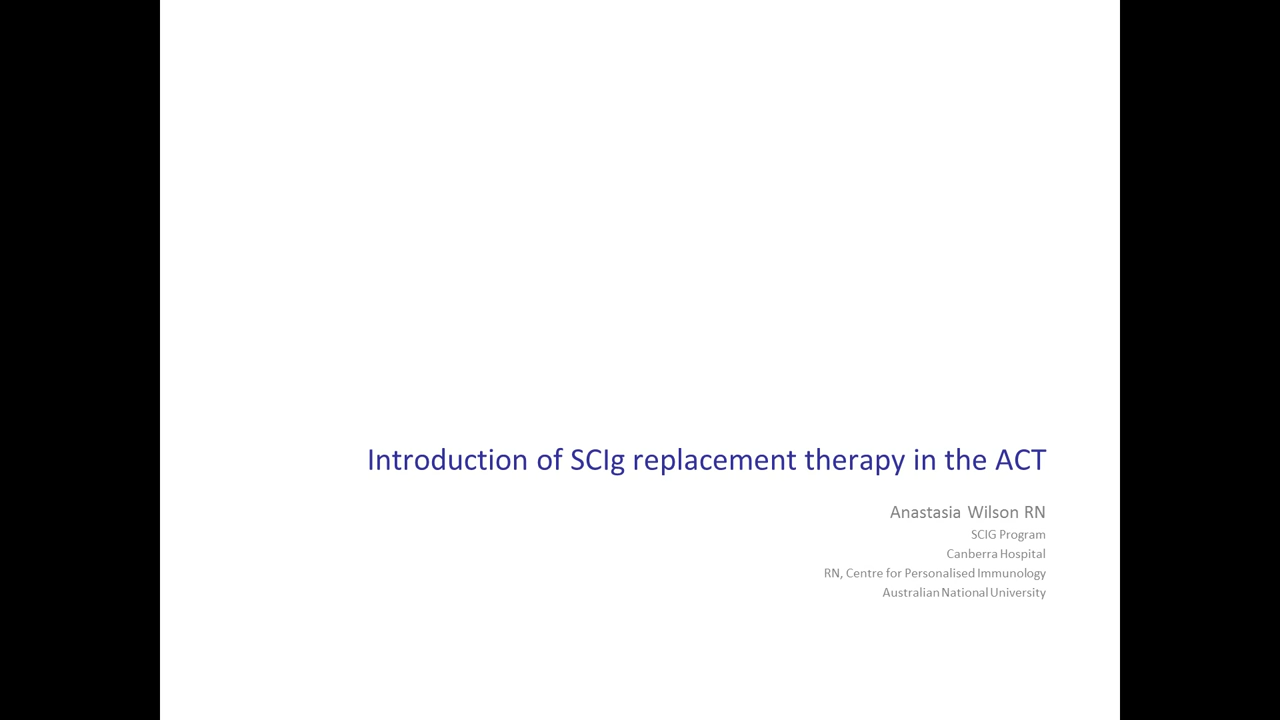 Introduction of SCIg replacement therapy in the ACT
Anastasia Wilson RN
SCIG Program
Canberra Hospital
RN, Centre for Personalised Immunology
Australian National University